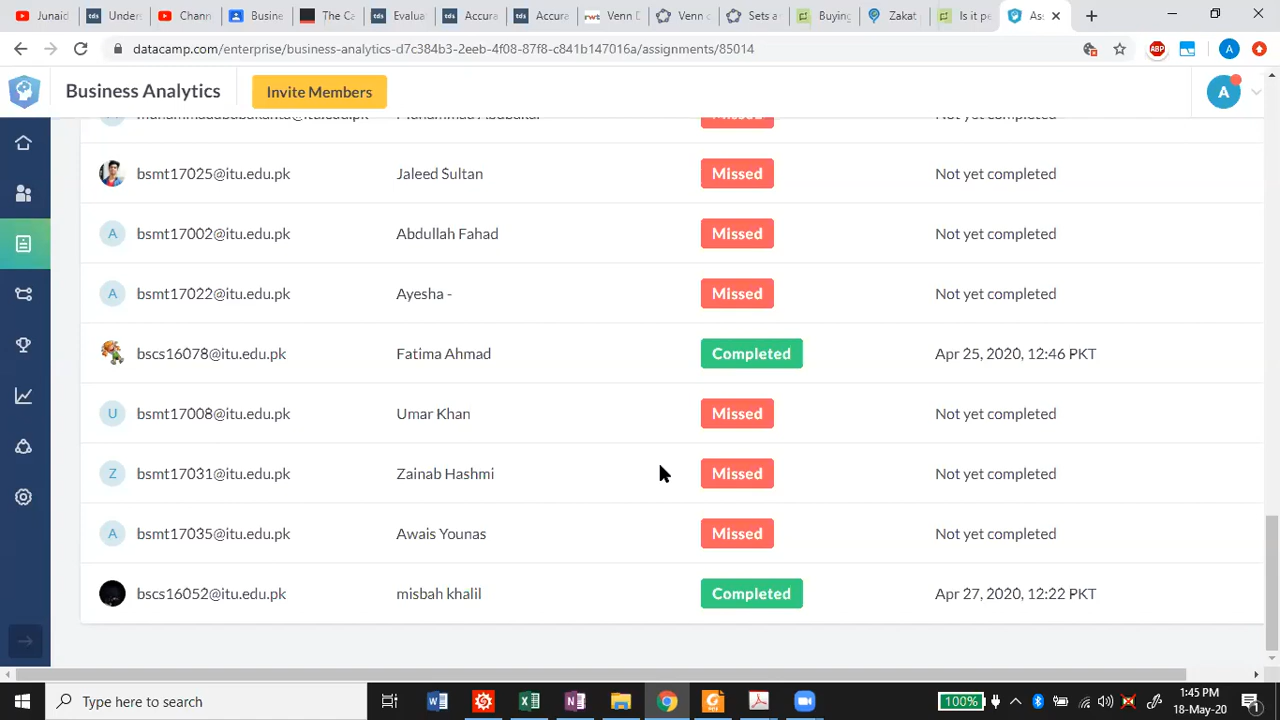 Junaid
Under
Chann
Busine
The Ca
Evalua
Accura
Accura
Venn D
Venn c
Sets a
Buying
Zakat
Is it pe
Ass
datacamp.com/enterprise/business-analytics-d7c384b3-2eeb-4f08-87f8-c841b147016a/assignments/85014
Business Analytics
Invite Members
A
bsmt17025@itu.edu.pk Jaleed Sultan Missed Not yet completed
A bsmt17002@itu.edu.pk Abdullah Fahad Missed Not yet completed
A bsmt17022@itu.edu.pk Ayesha - Missed Not yet completed
bscs16078@itu.edu.pk Fatima Ahmad Completed Apr 25, 2020, 12:46 PKT
U bsmt17008@itu.edu.pk Umar Khan Missed Not yet completed
Z bsmt17031@itu.edu.pk Zainab Hashmi Missed Not yet completed
A bsmt17035@itu.edu.pk Awais Younas Missed Not yet completed
bscs16052@itu.edu.pk misbah khalil Completed Apr 27, 2020, 12:22 PKT
Type here to search
100%
1:45 PM
18-May-20